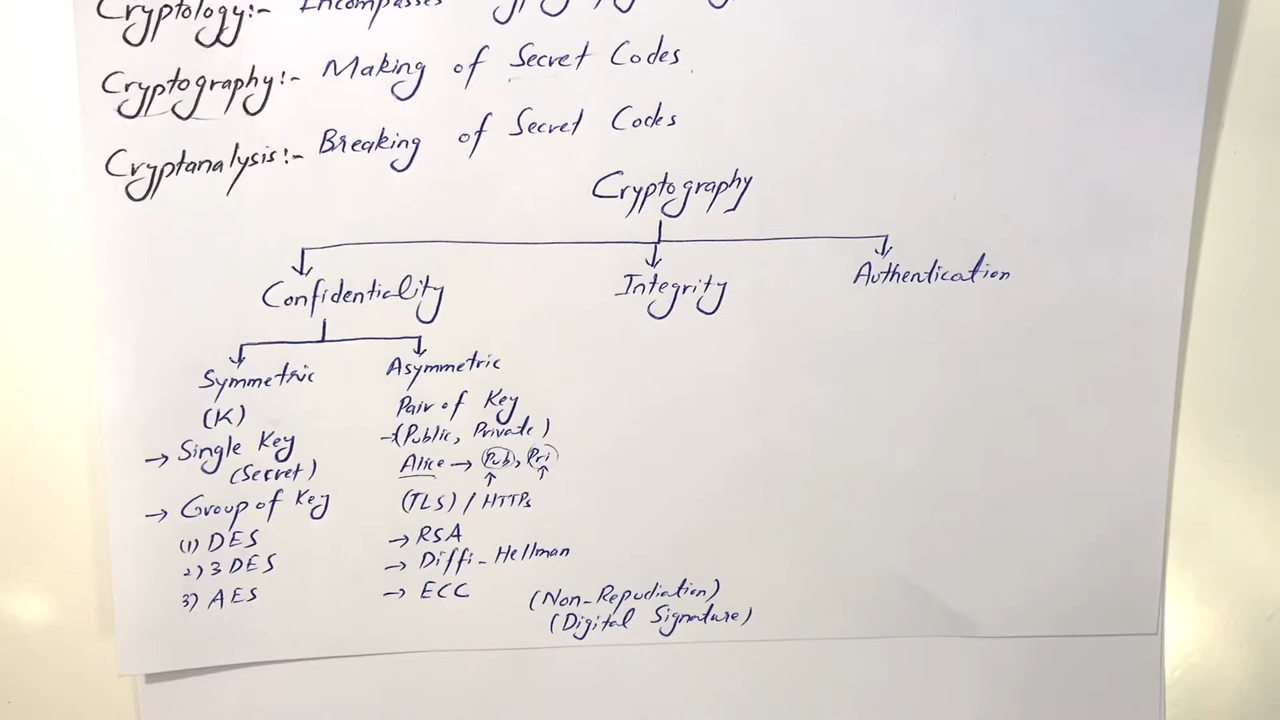 Cryptology:- Encompasses
Cryptography:- Making of Secret Codes
Cryptanalysis:- Breaking of Secret Codes
Cryptography
Confidentiality Integrity Authentication
Symmetric Asymmetric
(K) Pair of Key
→ Single Key -(Public, Private)
(Secret) Alice → Pub, Pri
→ Group of Key (TLS) / HTTPs
(1) DES → RSA
2) 3 DES → Diffi-Hellman
3) AES → ECC (Non-Repudiation)
(Digital Signature)